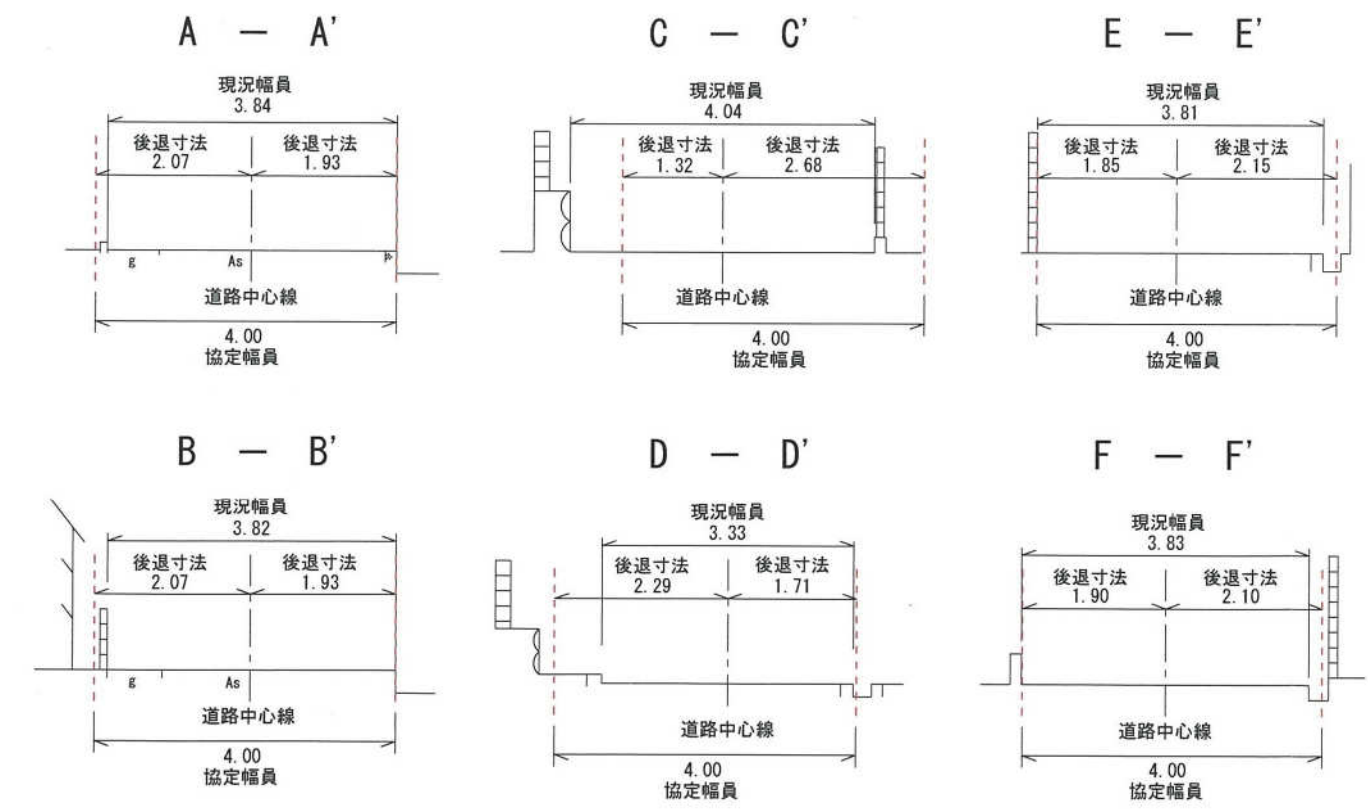 A － A'
現況幅員
3.84
後退寸法
2.07
後退寸法
1.93
g
As
道路中心線
4.00
協定幅員
C － C'
現況幅員
4.04
後退寸法
1.32
後退寸法
2.68
道路中心線
4.00
協定幅員
E － E'
現況幅員
3.81
後退寸法
1.85
後退寸法
2.15
道路中心線
4.00
協定幅員
B － B'
現況幅員
3.82
後退寸法
2.07
後退寸法
1.93
g
As
道路中心線
4.00
協定幅員
D － D'
現況幅員
3.33
後退寸法
2.29
後退寸法
1.71
道路中心線
4.00
協定幅員
F － F'
現況幅員
3.83
後退寸法
1.90
後退寸法
2.10
道路中心線
4.00
協定幅員